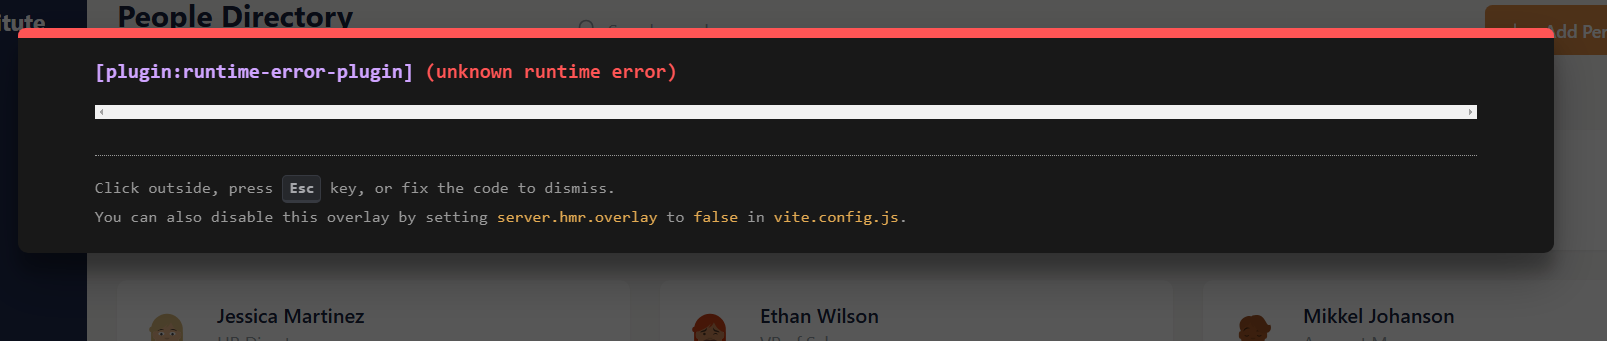 itute
People Directory
Add Per
[plugin:runtime-error-plugin] (unknown runtime error)
Click outside, press Esc key, or fix the code to dismiss.
You can also disable this overlay by setting server.hmr.overlay to false in vite.config.js.
Jessica Martinez
Ethan Wilson
Mikkel Johanson